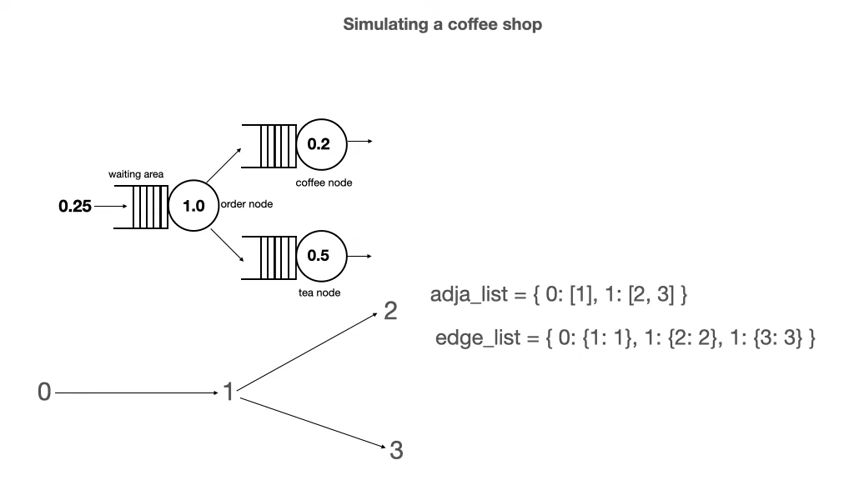 Simulating a coffee shop
0.2
waiting area
coffee node
0.25
1.0
order node
0.5
tea node
adja_list = { 0: [1], 1: [2, 3] }
2
edge_list = { 0: {1: 1}, 1: {2: 2}, 1: {3: 3} }
0
1
3